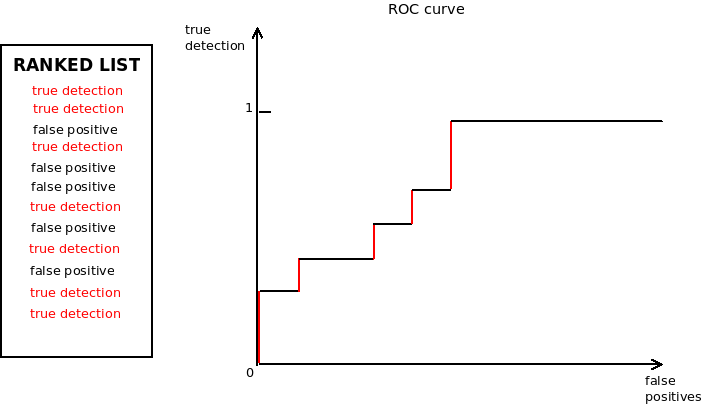 ROC curve
RANKED LIST
true detection
true detection
false positive
true detection
false positive
false positive
true detection
false positive
true detection
false positive
true detection
true detection
true
detection
1
0
false
positives